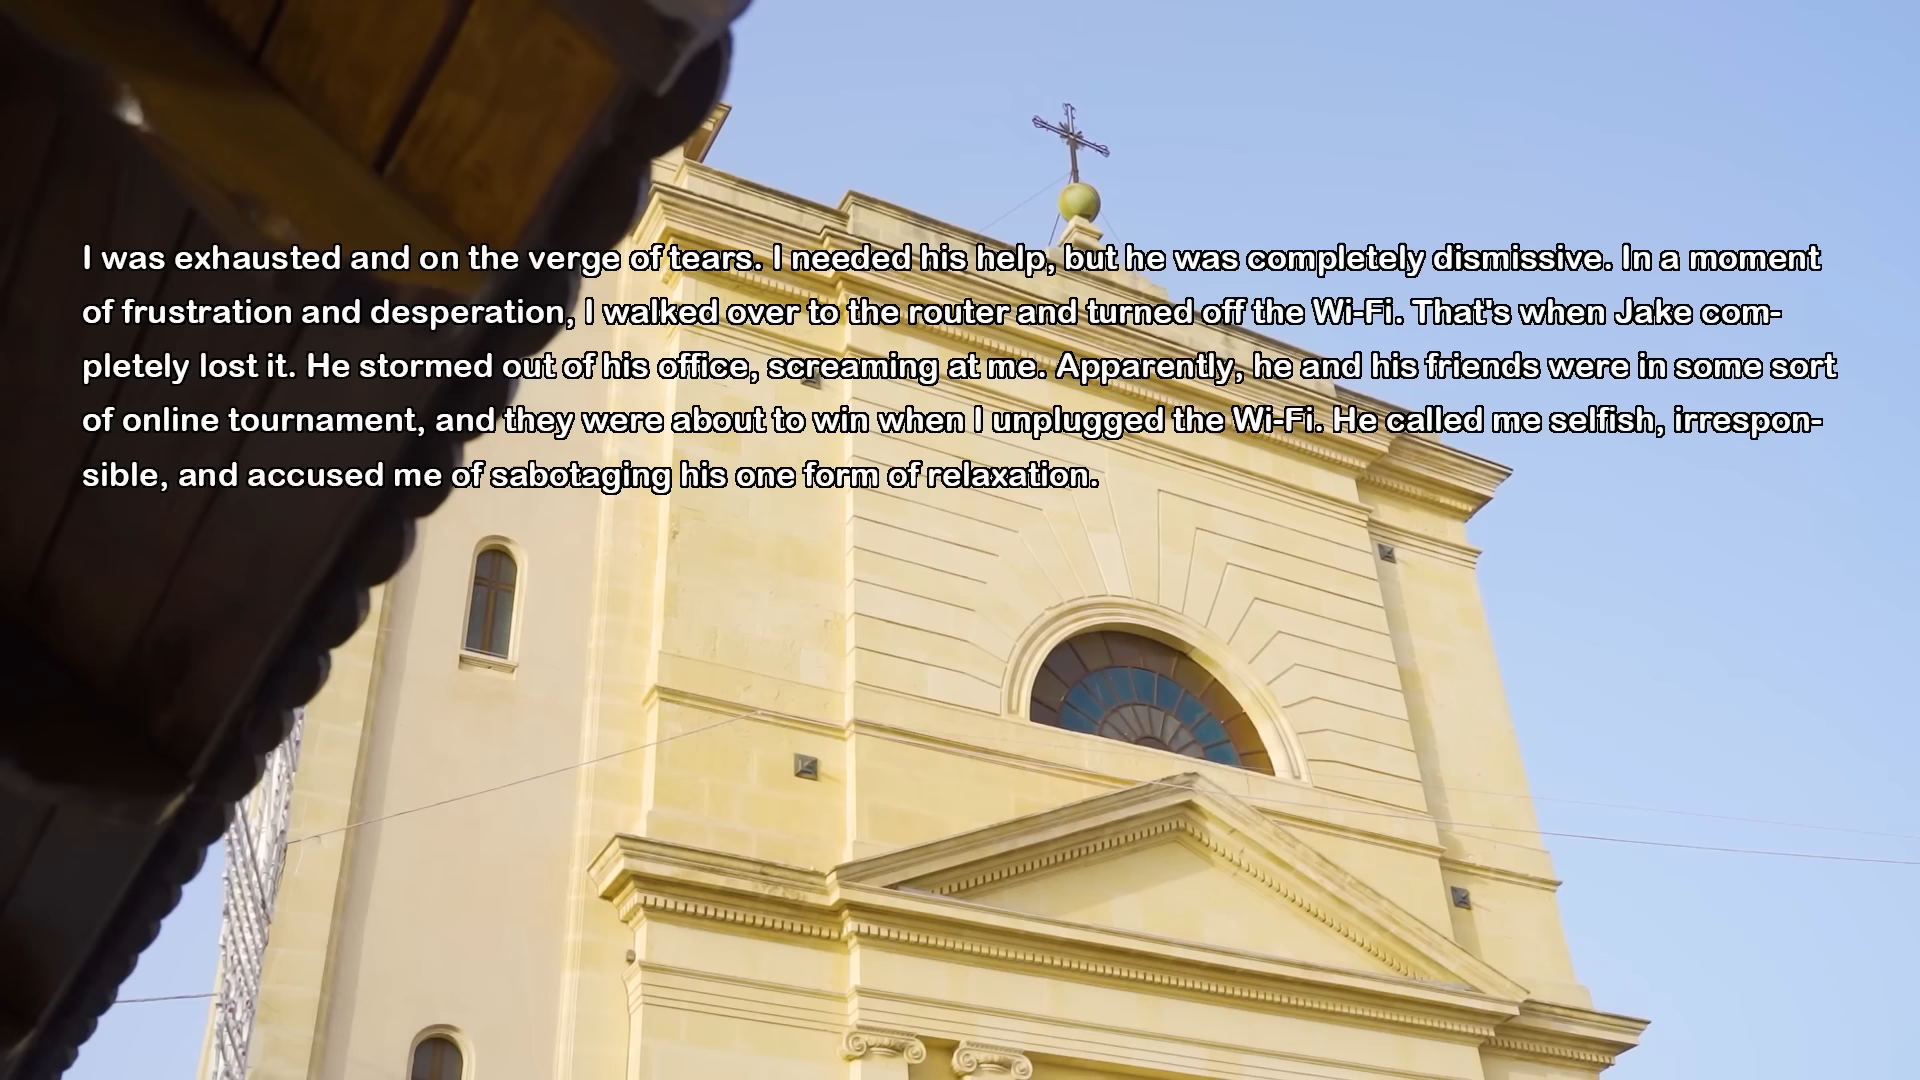 I was exhausted and on the verge of tears. I needed his help, but he was completely dismissive. In a moment
of frustration and desperation, I walked over to the router and turned off the Wi-Fi. That's when Jake com-
pletely lost it. He stormed out of his office, screaming at me. Apparently, he and his friends were in some sort
of online tournament, and they were about to win when I unplugged the Wi-Fi. He called me selfish, irrespon-
sible, and accused me of sabotaging his one form of relaxation.